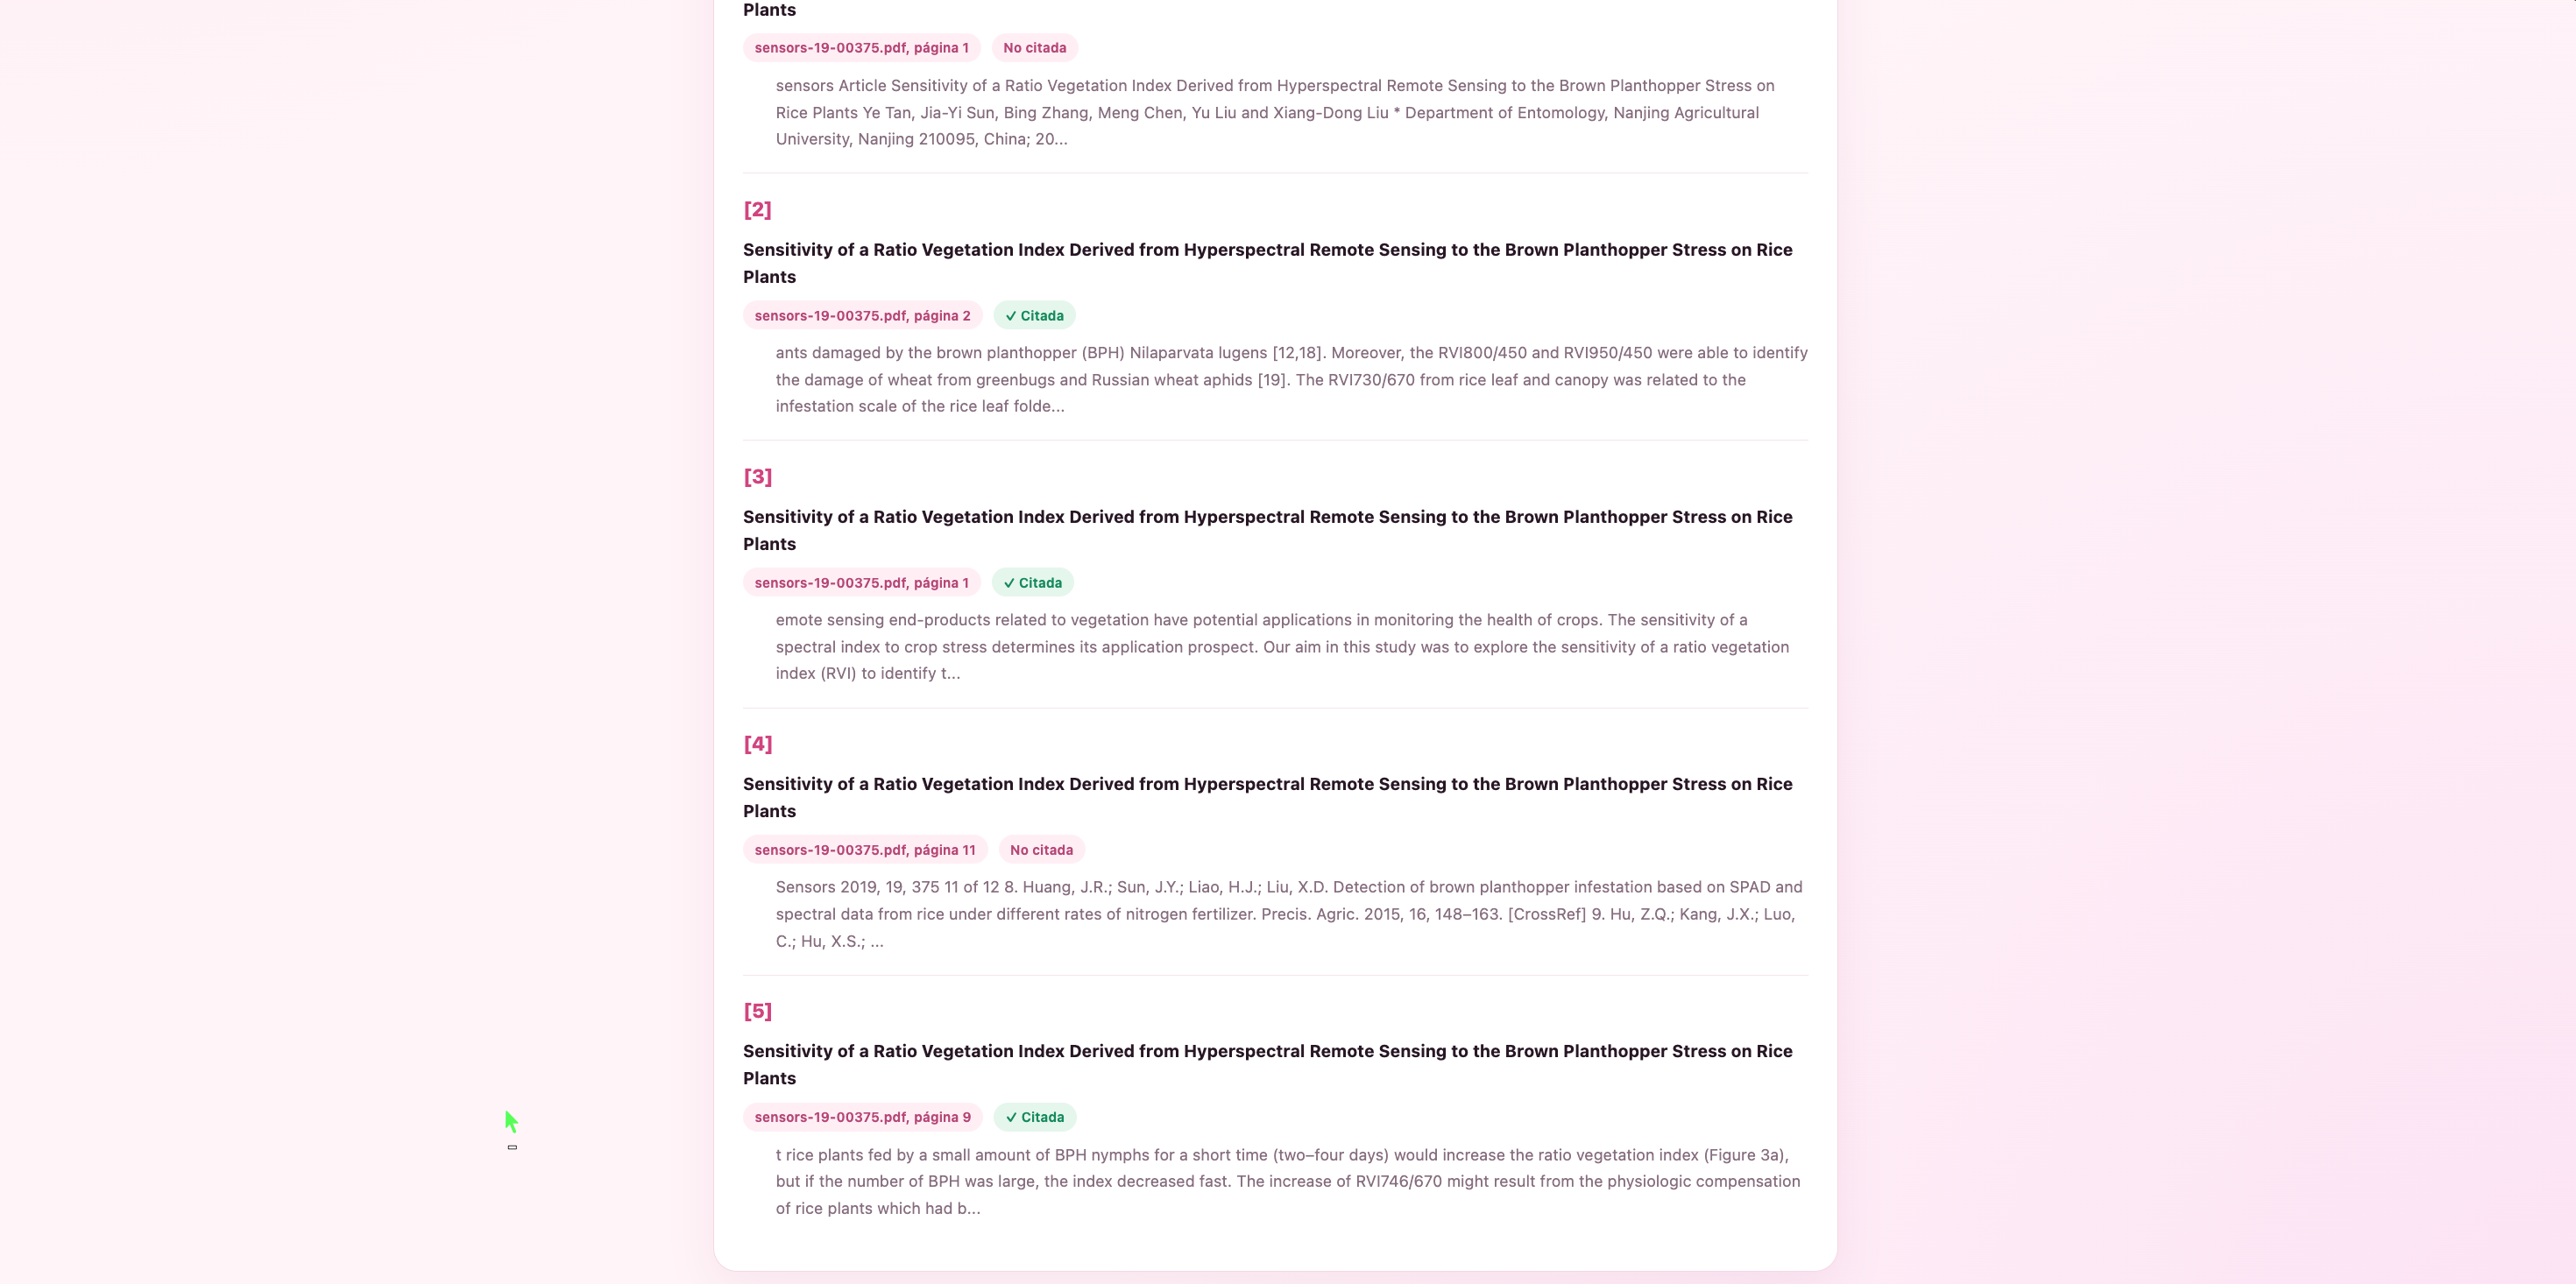 Plants
sensors-19-00375.pdf, página 1 No citada
sensors Article Sensitivity of a Ratio Vegetation Index Derived from Hyperspectral Remote Sensing to the Brown Planthopper Stress on
Rice Plants Ye Tan, Jia-Yi Sun, Bing Zhang, Meng Chen, Yu Liu and Xiang-Dong Liu * Department of Entomology, Nanjing Agricultural
University, Nanjing 210095, China; 20...
[2]
Sensitivity of a Ratio Vegetation Index Derived from Hyperspectral Remote Sensing to the Brown Planthopper Stress on Rice
Plants
sensors-19-00375.pdf, página 2 ✓ Citada
ants damaged by the brown planthopper (BPH) Nilaparvata lugens [12,18]. Moreover, the RVI800/450 and RVI950/450 were able to identify
the damage of wheat from greenbugs and Russian wheat aphids [19]. The RVI730/670 from rice leaf and canopy was related to the
infestation scale of the rice leaf folde...
[3]
Sensitivity of a Ratio Vegetation Index Derived from Hyperspectral Remote Sensing to the Brown Planthopper Stress on Rice
Plants
sensors-19-00375.pdf, página 1 ✓ Citada
emote sensing end-products related to vegetation have potential applications in monitoring the health of crops. The sensitivity of a
spectral index to crop stress determines its application prospect. Our aim in this study was to explore the sensitivity of a ratio vegetation
index (RVI) to identify t...
[4]
Sensitivity of a Ratio Vegetation Index Derived from Hyperspectral Remote Sensing to the Brown Planthopper Stress on Rice
Plants
sensors-19-00375.pdf, página 11 No citada
Sensors 2019, 19, 375 11 of 12 8. Huang, J.R.; Sun, J.Y.; Liao, H.J.; Liu, X.D. Detection of brown planthopper infestation based on SPAD and
spectral data from rice under different rates of nitrogen fertilizer. Precis. Agric. 2015, 16, 148–163. [CrossRef] 9. Hu, Z.Q.; Kang, J.X.; Luo,
C.; Hu, X.S.; ...
[5]
Sensitivity of a Ratio Vegetation Index Derived from Hyperspectral Remote Sensing to the Brown Planthopper Stress on Rice
Plants
sensors-19-00375.pdf, página 9 ✓ Citada
t rice plants fed by a small amount of BPH nymphs for a short time (two–four days) would increase the ratio vegetation index (Figure 3a),
but if the number of BPH was large, the index decreased fast. The increase of RVI746/670 might result from the physiologic compensation
of rice plants which had b...